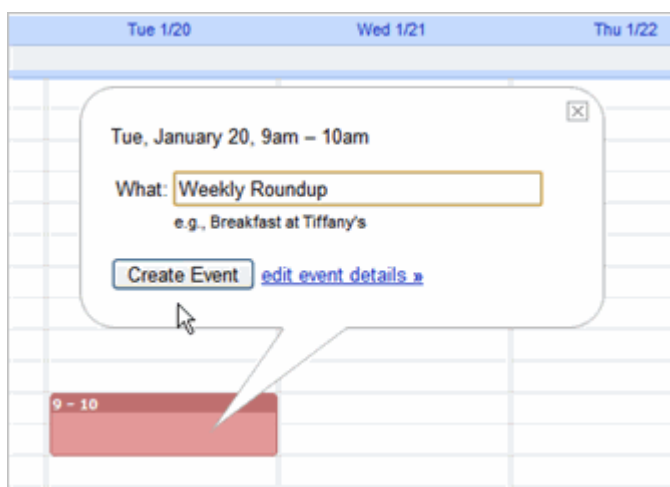 Tue 1/20 Wed 1/21 Thu 1/22
Tue, January 20, 9am – 10am
What: Weekly Roundup
e.g., Breakfast at Tiffany's
Create Event edit event details »
9 – 10